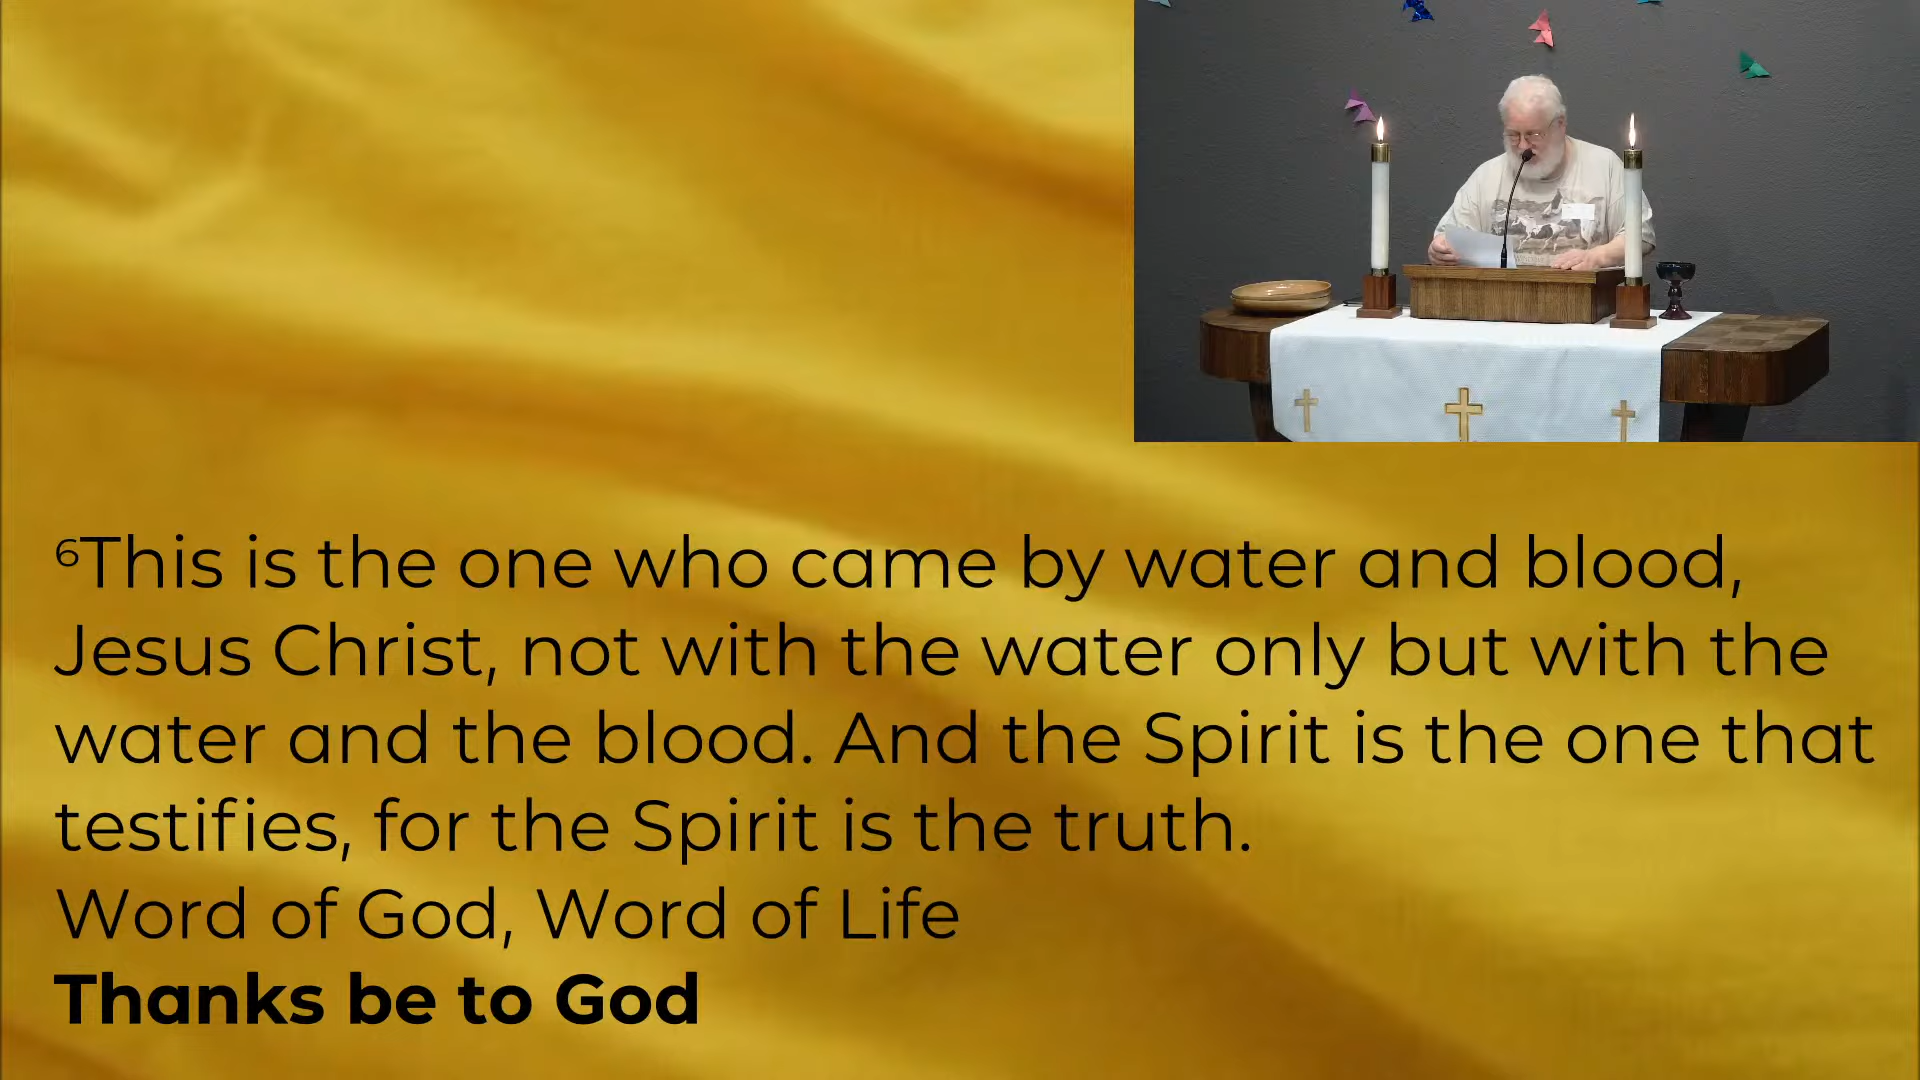 ⁶This is the one who came by water and blood,
Jesus Christ, not with the water only but with the
water and the blood. And the Spirit is the one that
testifies, for the Spirit is the truth.
Word of God, Word of Life
Thanks be to God